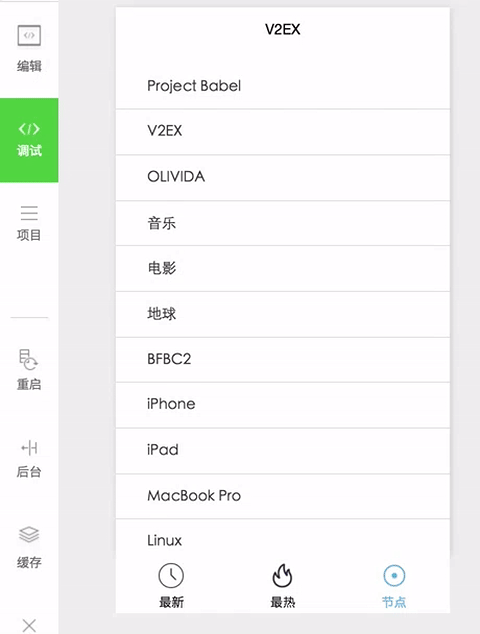 编辑
调试
项目
重启
后台
缓存
V2EX
Project Babel
V2EX
OLIVIDA
音乐
电影
地球
BFBC2
iPhone
iPad
MacBook Pro
Linux
最新
最热
节点